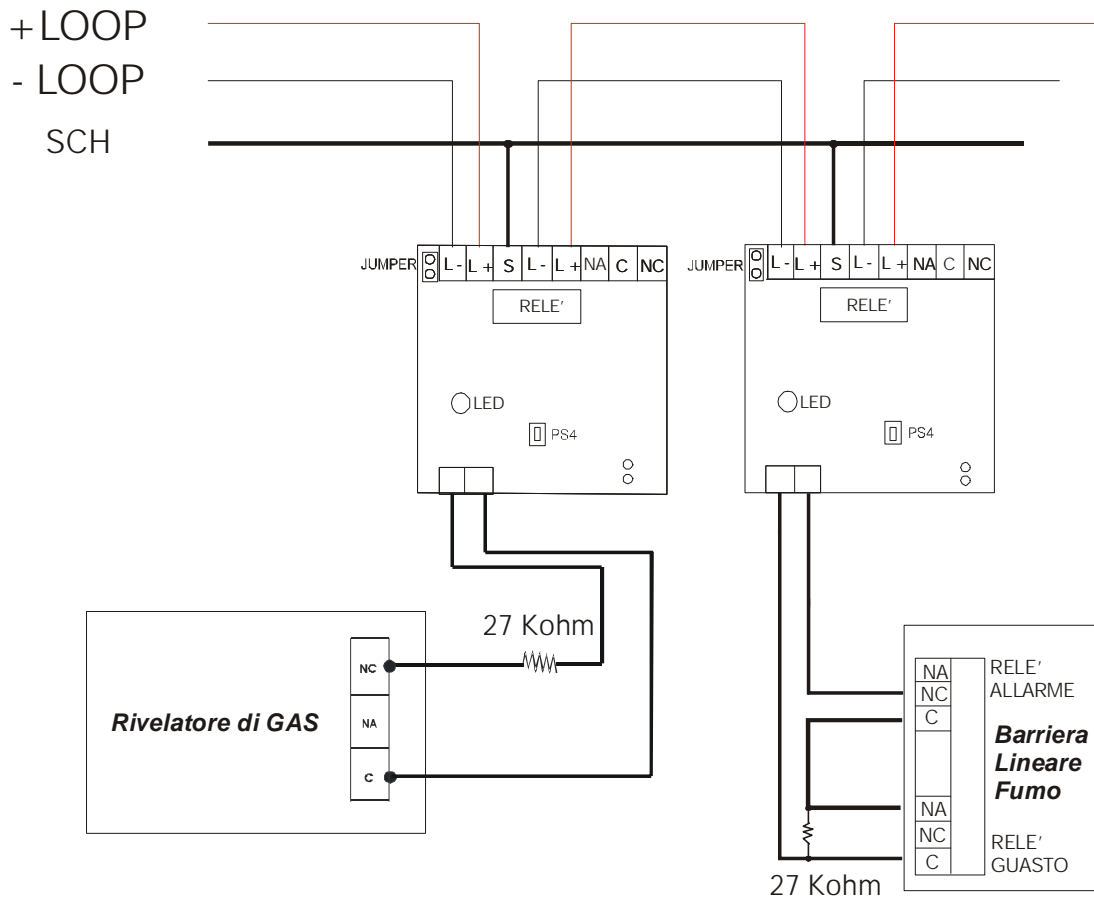 +LOOP
- LOOP
SCH
JUMPER L - L + S L - L + NA C NC
RELE'
LED
PS4
JUMPER L - L + S L - L + NA C NC
RELE'
LED
PS4
27 Kohm
NC
NA
C
Rivelatore di GAS
NA
NC
C
RELE'
ALLARME
Barriera
Lineare
Fumo
NA
NC
C
RELE'
GUASTO
27 Kohm